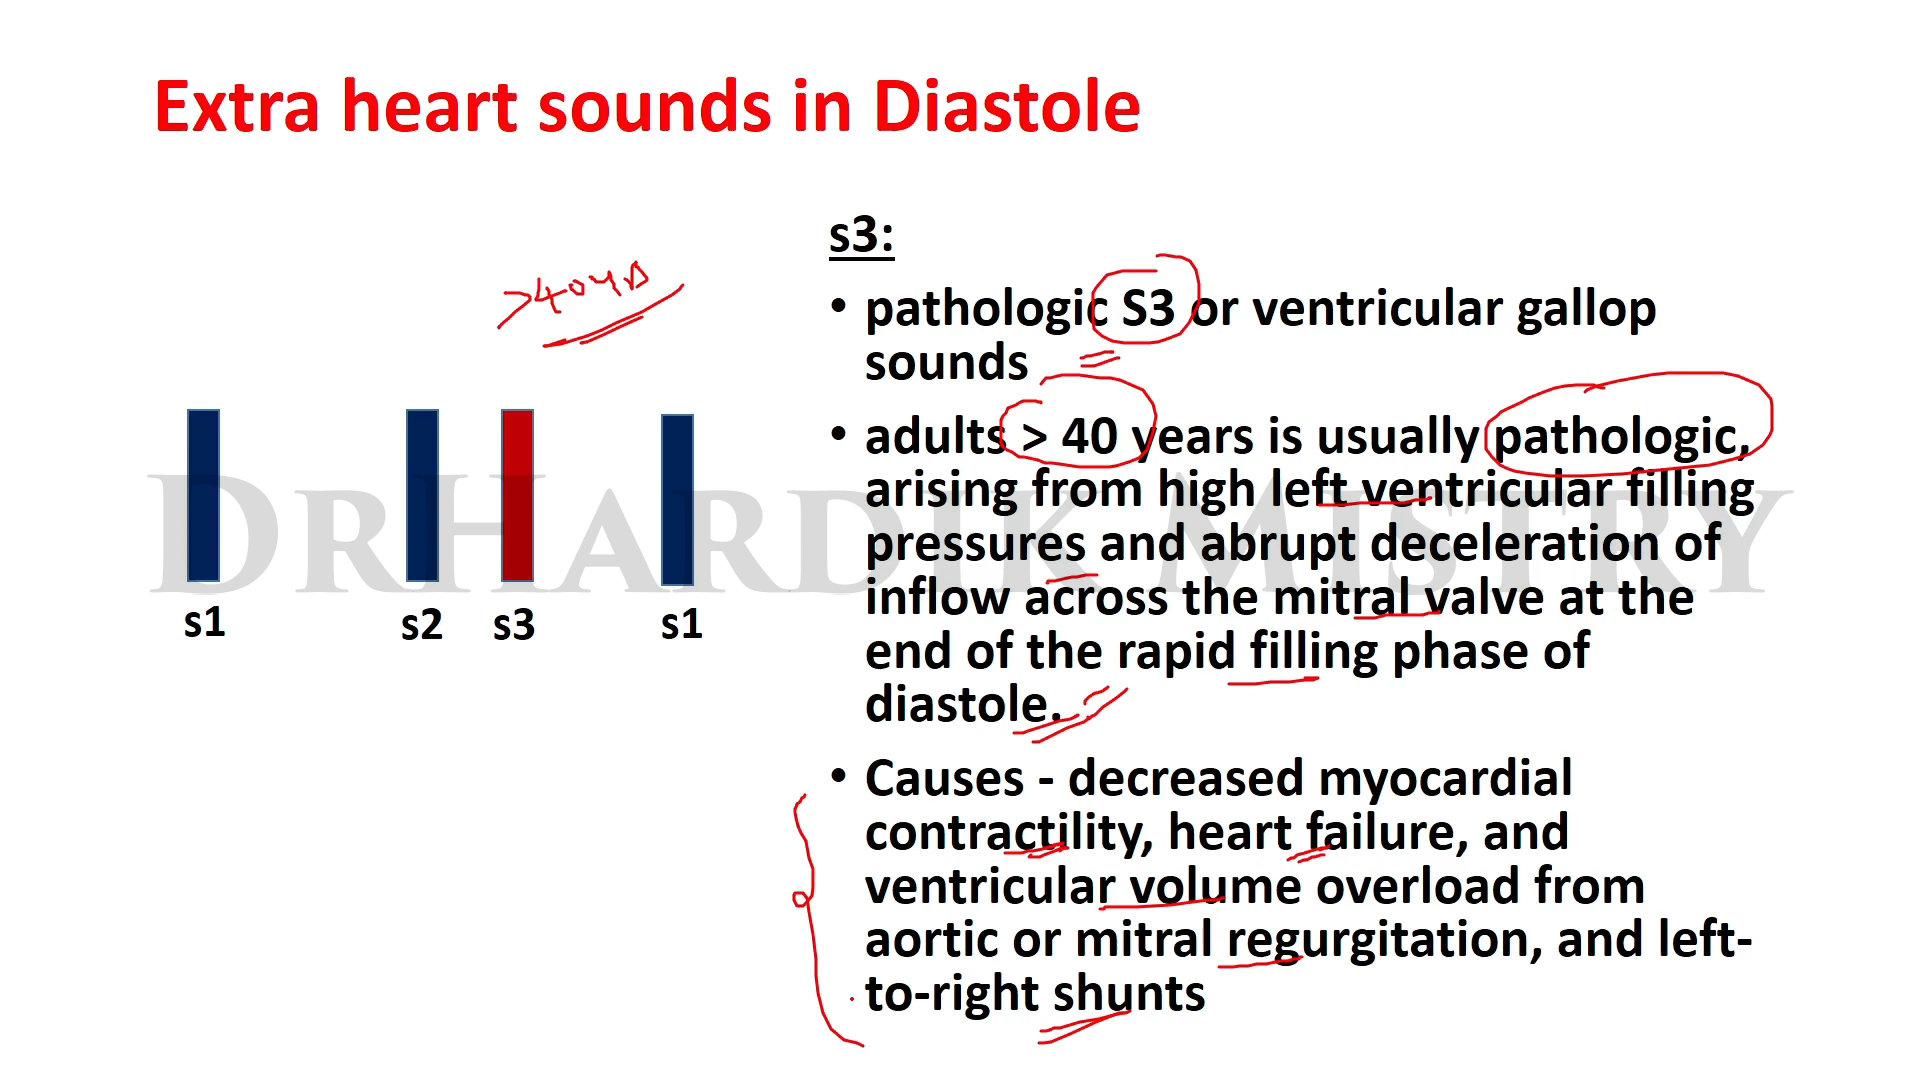 Extra heart sounds in Diastole
s3:
• pathologic S3 or ventricular gallop
sounds
• adults > 40 years is usually pathologic,
arising from high left ventricular filling
pressures and abrupt deceleration of
inflow across the mitral valve at the
end of the rapid filling phase of
diastole.
• Causes - decreased myocardial
contractility, heart failure, and
ventricular volume overload from
aortic or mitral regurgitation, and left-
to-right shunts
>40yrs
s1 s2 s3 s1
DrHardik Mistry